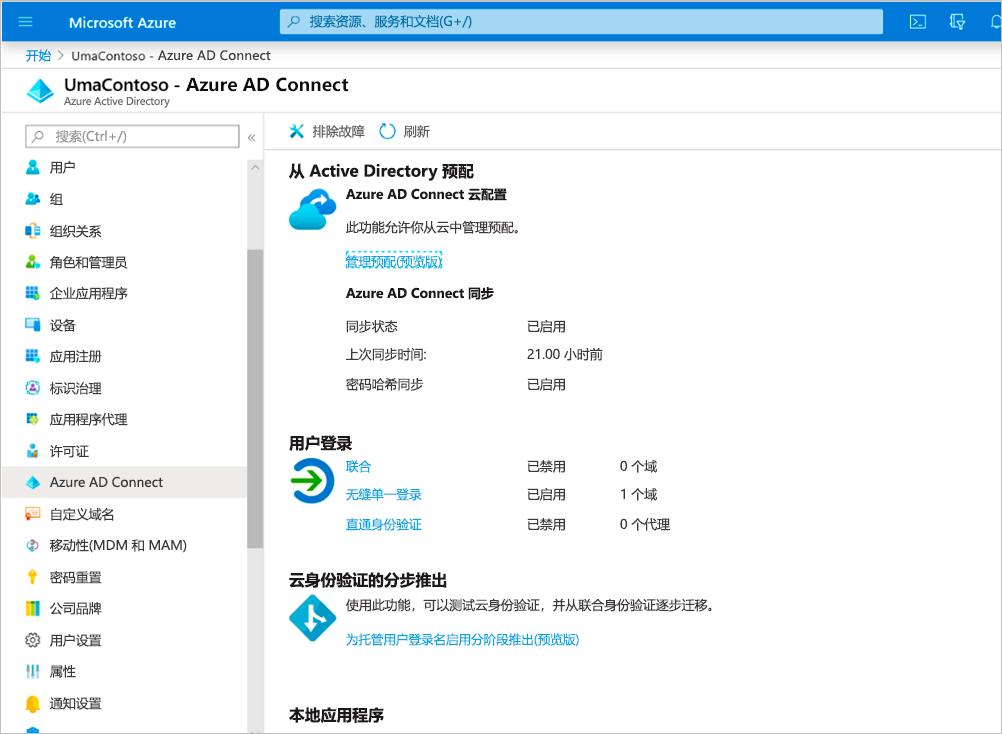 Microsoft Azure
搜索资源、服务和文档(G+/)
开始 > UmaContoso - Azure AD Connect
UmaContoso - Azure AD Connect
Azure Active Directory
搜索(Ctrl+/)
«
用户
组
组织关系
角色和管理员
企业应用程序
设备
应用注册
标识治理
应用程序代理
许可证
Azure AD Connect
自定义域名
移动性(MDM 和 MAM)
密码重置
公司品牌
用户设置
属性
通知设置
排除故障 刷新
从 Active Directory 预配
Azure AD Connect 云配置
此功能允许你从云中管理预配。
管理预配(预览版)
Azure AD Connect 同步
同步状态 已启用
上次同步时间: 21.00 小时前
密码哈希同步 已启用
用户登录
联合 已禁用 0 个域
无缝单一登录 已启用 1 个域
直通身份验证 已禁用 0 个代理
云身份验证的分步推出
使用此功能，可以测试云身份验证，并从联合身份验证逐步迁移。
为托管用户登录名启用分阶段推出(预览版)
本地应用程序